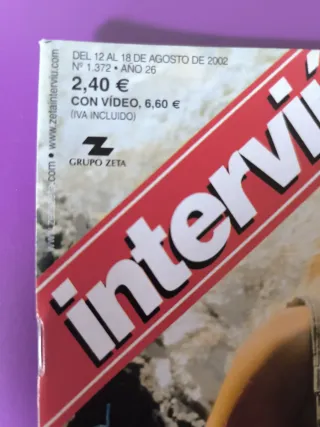 DEL 12 AL 18 DE AGOSTO DE 2002
Nº 1.372 • AÑO 26
2,40 €
CON VÍDEO, 6,60 €
(IVA INCLUIDO)
GRUPO ZETA
interviú
www.zetainterviu.com •